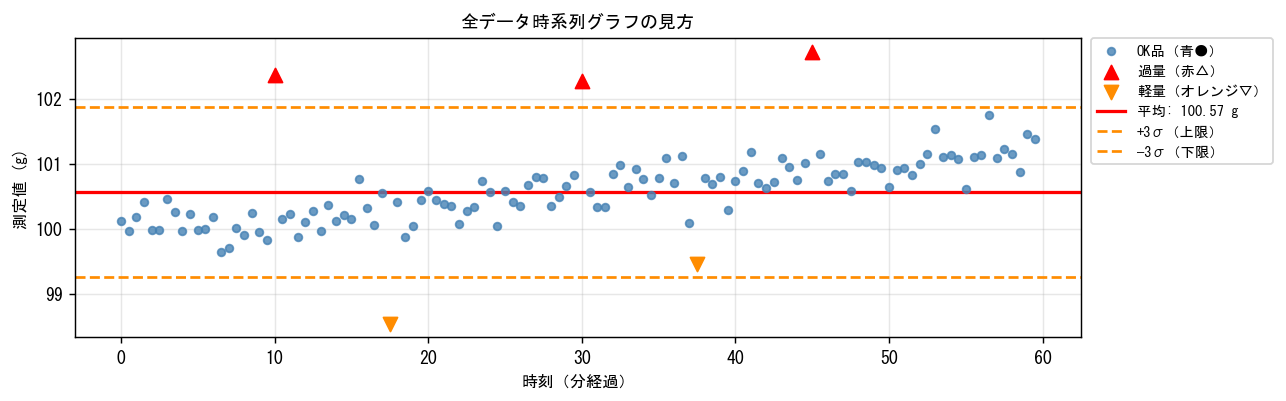 全データ時系列グラフの見方
測定値 (g)
102
101
100
99
0
10
20
30
40
50
60
時刻 (分経過)
OK品 (青●)
過量 (赤△)
軽量 (オレンジ▽)
平均: 100.57 g
+3σ (上限)
−3σ (下限)